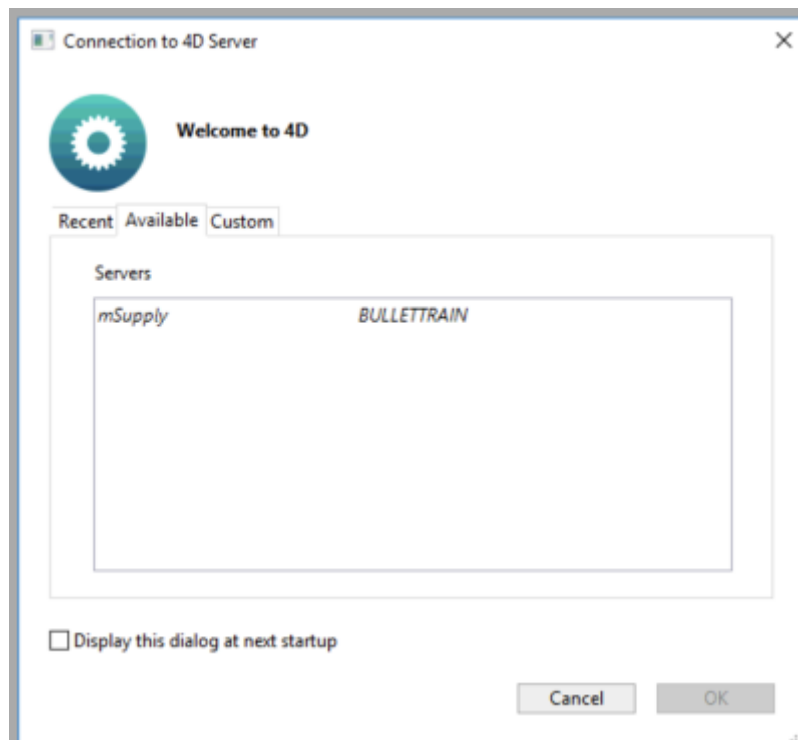 Connection to 4D Server
Welcome to 4D
Recent Available Custom
Servers
mSupply BULLETTRAIN
Display this dialog at next startup
Cancel OK